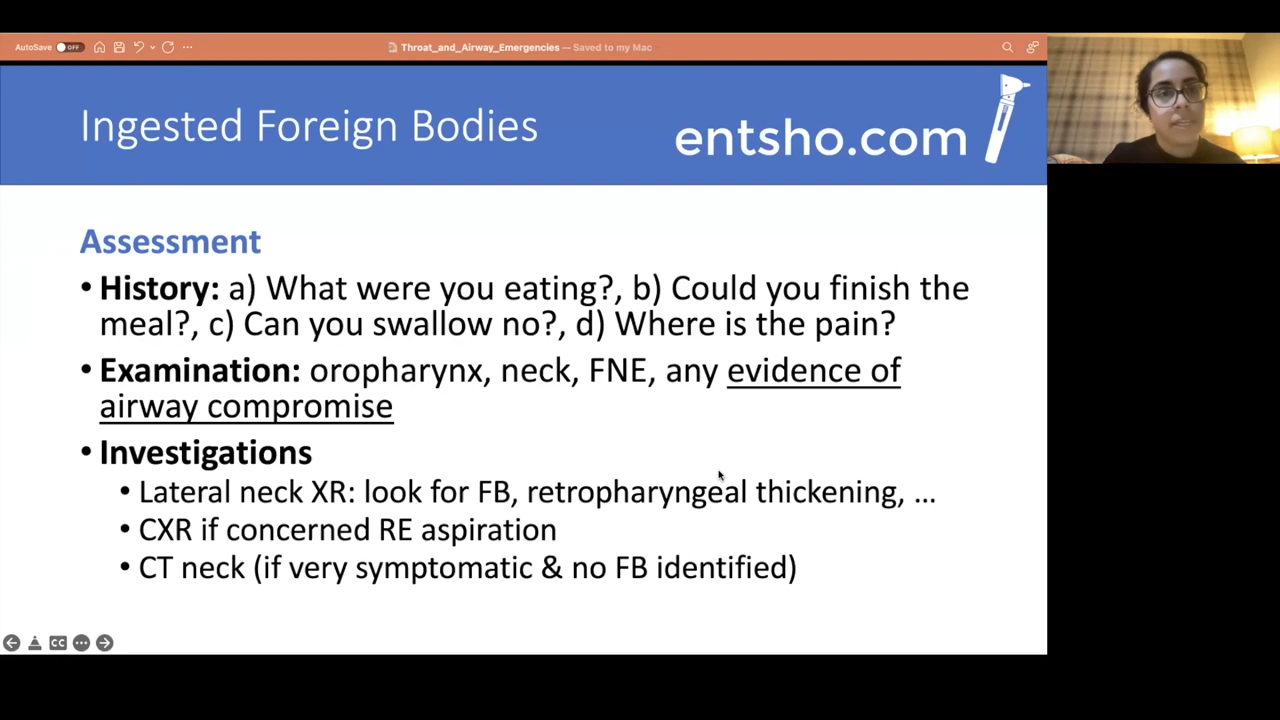 AutoSave OFF
Throat_and_Airway_Emergencies — Saved to my Mac
Ingested Foreign Bodies
entsho.com
Assessment
• History: a) What were you eating?, b) Could you finish the
meal?, c) Can you swallow no?, d) Where is the pain?
• Examination: oropharynx, neck, FNE, any evidence of
airway compromise
• Investigations
• Lateral neck XR: look for FB, retropharyngeal thickening, ...
• CXR if concerned RE aspiration
• CT neck (if very symptomatic & no FB identified)
CC